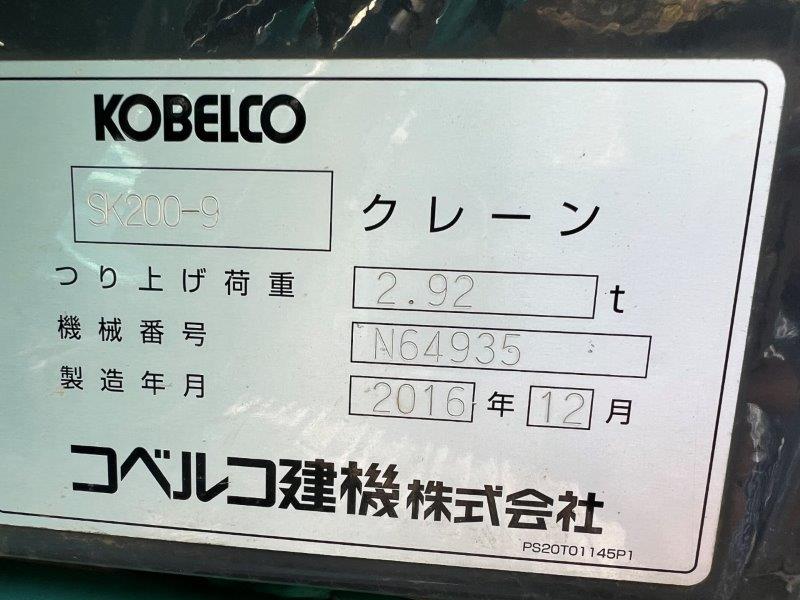 KOBELCO
SK200-9 クレーン
つり上げ荷重 2.92 t
機械番号 N64935
製造年月 2016 年 12 月
コベルコ建機株式会社
PS20T01145P1